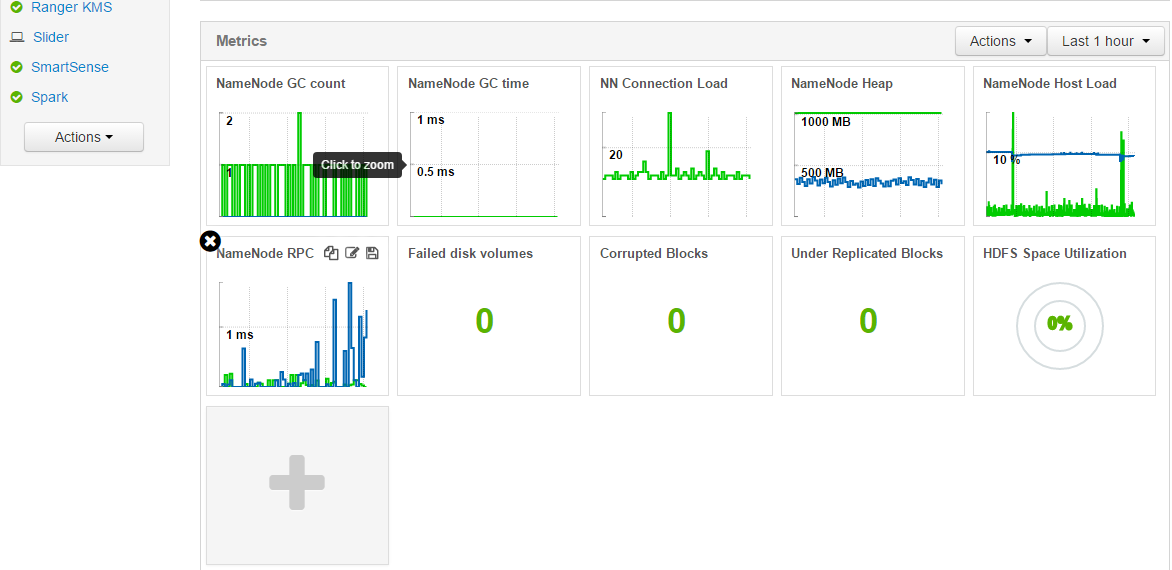 Ranger KMS
Slider
SmartSense
Spark
Actions
Metrics
Actions
Last 1 hour
NameNode GC count
2
1
NameNode GC time
1 ms
0.5 ms
Click to zoom
NN Connection Load
20
NameNode Heap
1000 MB
500 MB
NameNode Host Load
10 %
NameNode RPC
1 ms
Failed disk volumes
0
Corrupted Blocks
0
Under Replicated Blocks
0
HDFS Space Utilization
0%